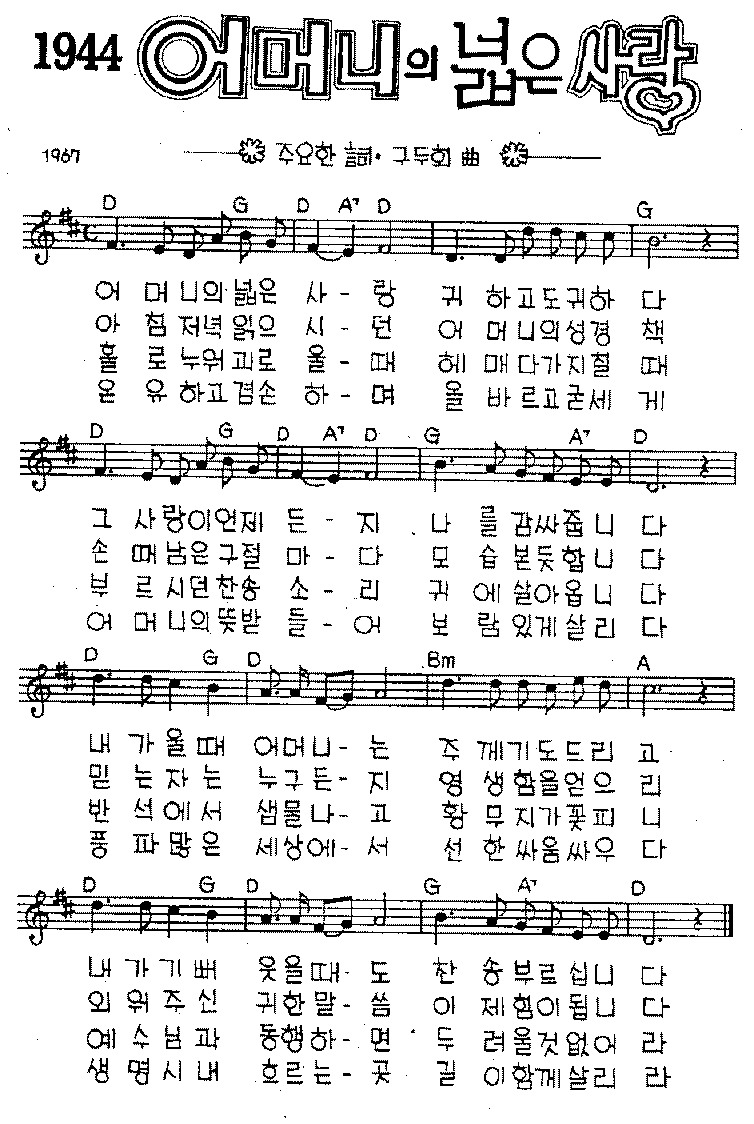 1944 어머니의 넓은 사랑
1967 주요한 詞· 구두회 曲
D G D A7 D G
어 머니의넓은 사 - 랑 귀 하고도귀하 다
아 침저녁읽으 시 - 던 어 머니의성경 책
홀 로누워괴로 울 - 때 헤 매다가지칠 때
온 유하고겸손 하 - 며 올 바르고굳세 게
D G D A7 D G A7 D
그 사랑이언제 든 - 지 나 를감싸줍니 다
손 때남은구절 마 - 다 모 습본듯합니 다
부 르시던찬송 소 - 리 귀 에살아옵니 다
어 머니의뜻받 들 - 어 보 람있게살리 다
D G D Bm A
내 가울때 어머니 - 는 주 께기도드리 고
믿 는자는 누구든 - 지 영 생함을얻으 리
반 석에서 샘물나 - 고 황 무지가꽃피 니
풍 파많은 세상에 - 서 선 한싸움싸우 다
D G D G A7 D
내 가기뻐 웃을때 - 도 찬 송부르십니 다
외 워주신 귀한말 - 씀 이 제힘이됩니 다
예 수님과 동행하 - 면 두 려울것없어 라
생 명시내 흐르는 - 곳 길 이함께살리 라